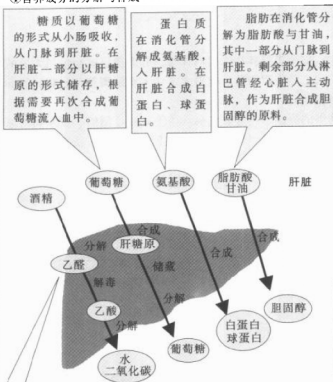 糖质以葡萄糖
的形式从小肠吸收，
从门脉到肝脏。在
肝脏一部分以肝糖
原的形式储存，根
据需要再次合成葡
萄糖流入血中。
蛋白质
在消化管分
解成氨基酸，
人肝脏。在
肝脏合成白
蛋白、球蛋
白。
脂肪在消化管分
解为脂肪酸与甘油，
其中一部分从门脉到
肝脏。剩余部分从淋
巴管经心脏人主动
脉，作为肝脏合成胆
固醇的原料。
酒精
葡萄糖
氨基酸
脂肪酸
甘油
肝脏
分解
合成
肝糖原
合成
合成
乙醛
储藏
解毒
分解
乙酸
分解
胆固醇
白蛋白
球蛋白
葡萄糖
水
二氧化碳